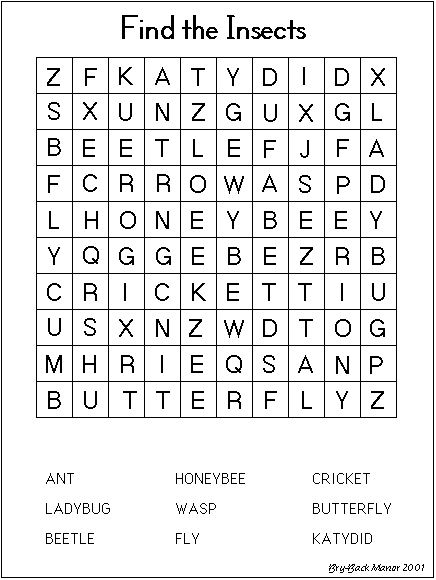 Find the Insects
Z F K A T Y D I D X
S X U N Z G U X G L
B E E T L E F J F A
F C R R O W A S P D
L H O N E Y B E E Y
Y Q G G E B E Z R B
C R I C K E T T I U
U S X N Z W D T O G
M H R I E Q S A N P
B U T T E R F L Y Z
ANT HONEYBEE CRICKET
LADYBUG WASP BUTTERFLY
BEETLE FLY KATYDID
Bry-Back Manor 2001